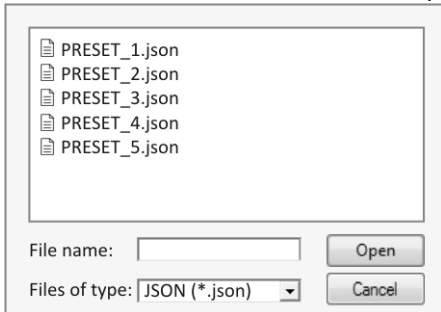 PRESET_1.json
PRESET_2.json
PRESET_3.json
PRESET_4.json
PRESET_5.json
File name:
Open
Files of type: JSON (*.json)
Cancel